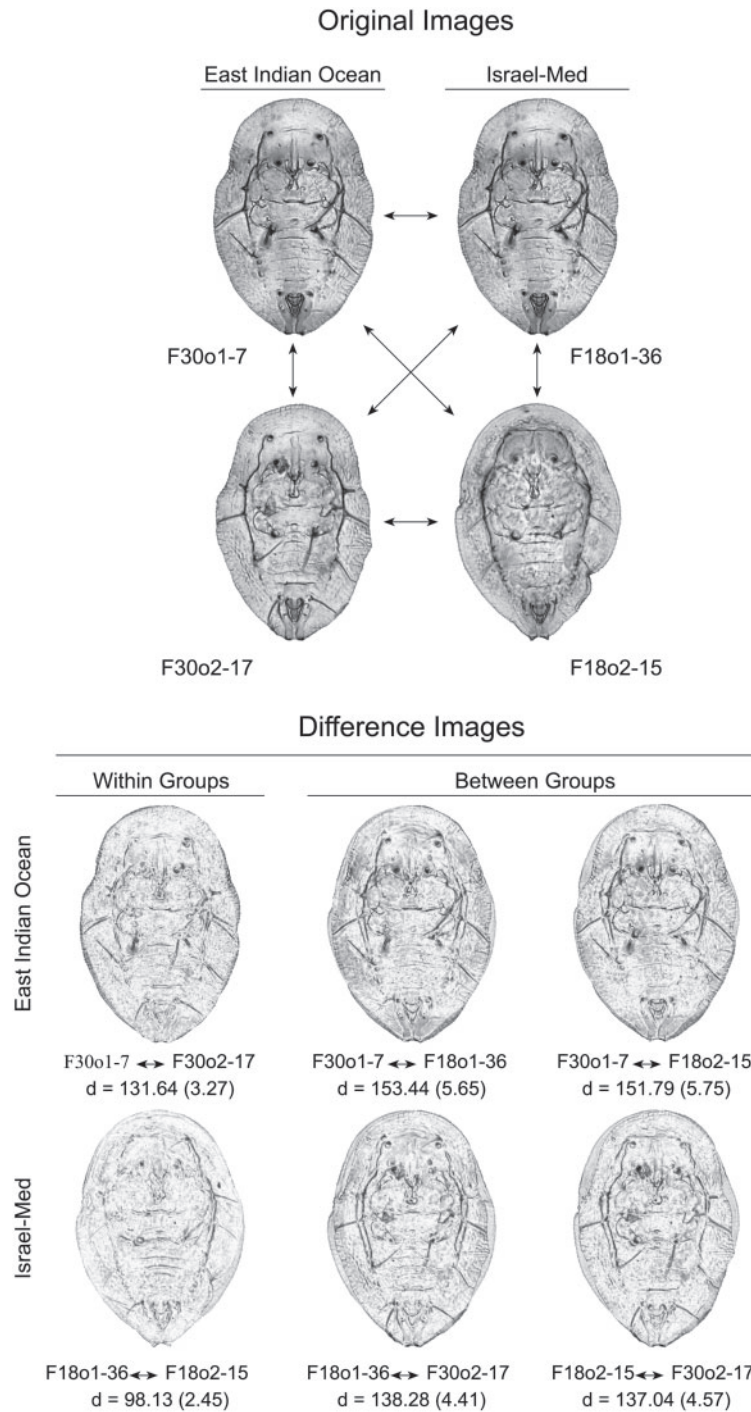 Original Images
East Indian Ocean
Israel-Med
F30o1-7
F18o1-36
F30o2-17
F18o2-15
Difference Images
Within Groups
Between Groups
East Indian Ocean
F30o1-7 ↔ F30o2-17
d = 131.64 (3.27)
F30o1-7 ↔ F18o1-36
d = 153.44 (5.65)
F30o1-7 ↔ F18o2-15
d = 151.79 (5.75)
Israel-Med
F18o1-36 ↔ F18o2-15
d = 98.13 (2.45)
F18o1-36 ↔ F30o2-17
d = 138.28 (4.41)
F18o2-15 ↔ F30o2-17
d = 137.04 (4.57)